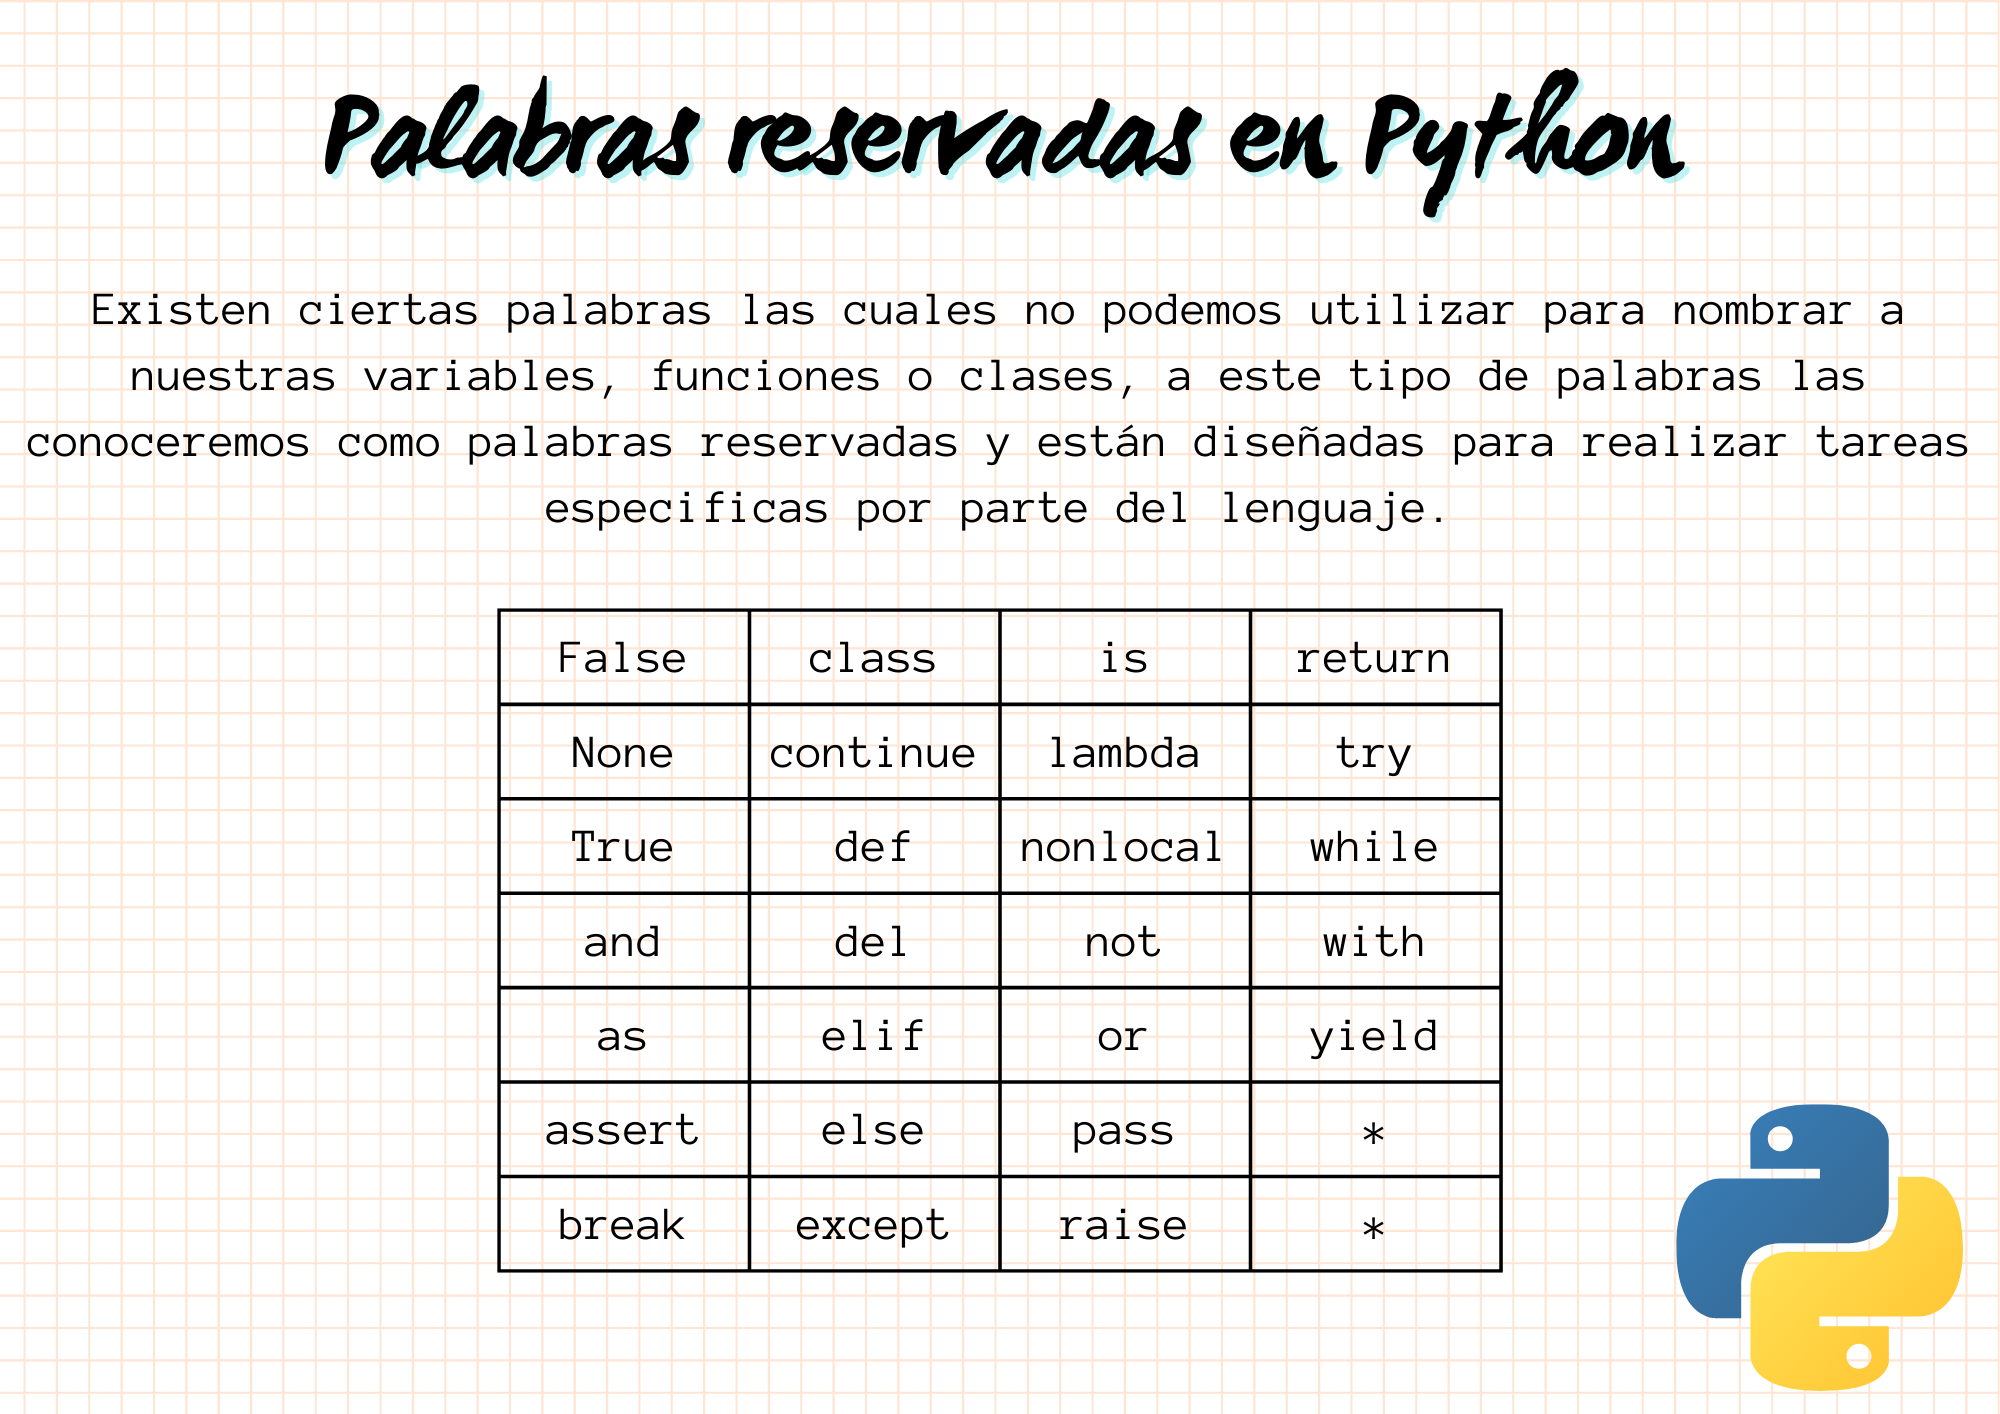 Palabras reservadas en Python
Existen ciertas palabras las cuales no podemos utilizar para nombrar a
nuestras variables, funciones o clases, a este tipo de palabras las
conoceremos como palabras reservadas y están diseñadas para realizar tareas
especificas por parte del lenguaje.
False class is return
None continue lambda try
True def nonlocal while
and del not with
as elif or yield
assert else pass *
break except raise *